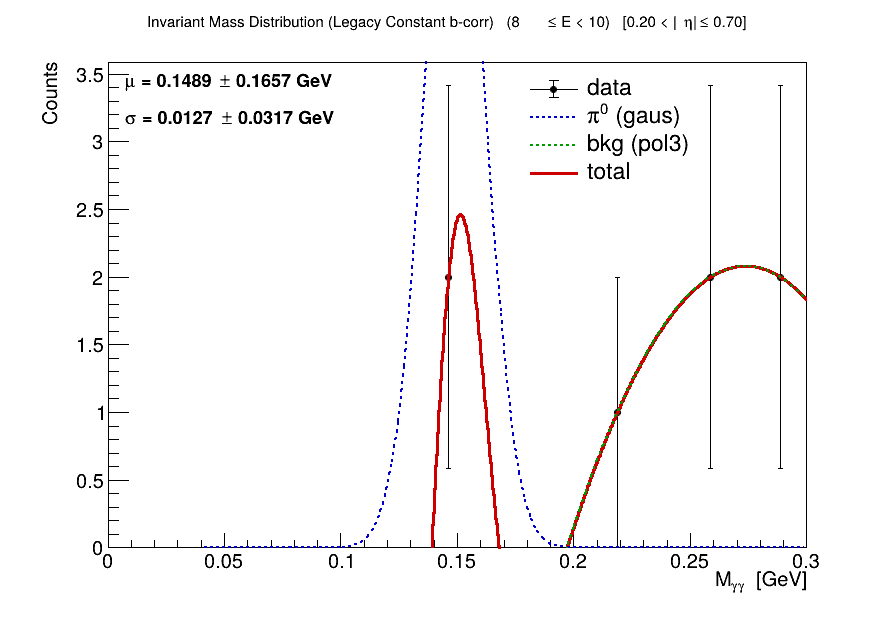 Invariant Mass Distribution (Legacy Constant b-corr) (8 ≤ E < 10) [0.20 < | η| ≤ 0.70]
Counts
μ = 0.1489 ± 0.1657 GeV
σ = 0.0127 ± 0.0317 GeV
data
π⁰ (gaus)
bkg (pol3)
total
3.5
3
2.5
2
1.5
1
0.5
0
0 0.05 0.1 0.15 0.2 0.25 0.3
Mγγ [GeV]